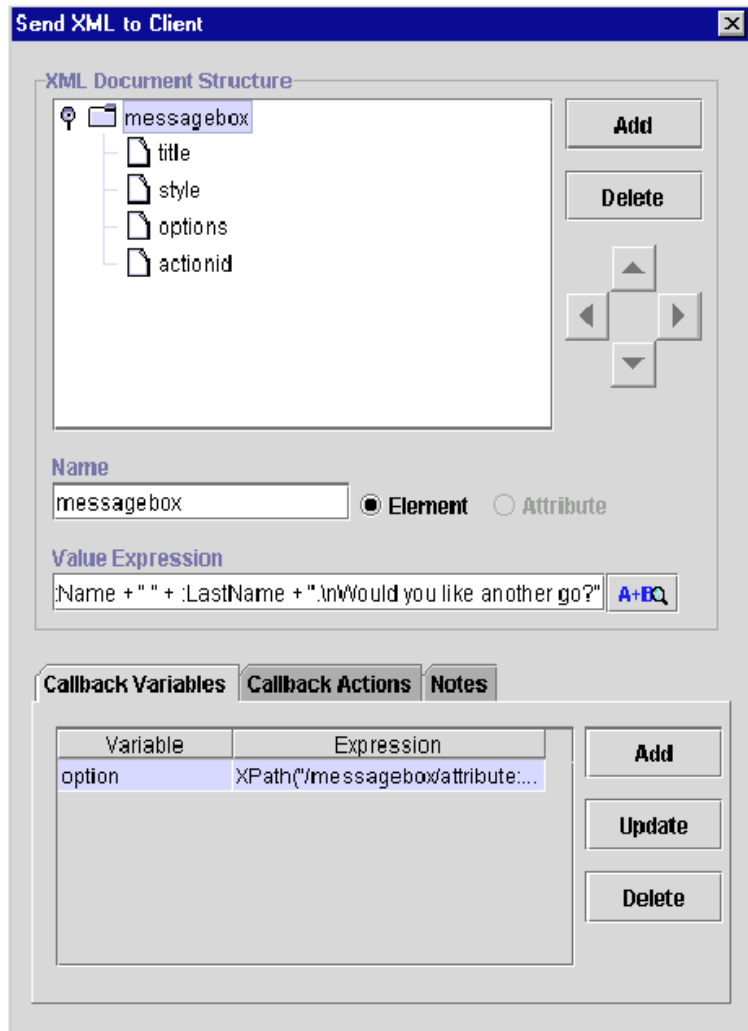 Send XML to Client
XML Document Structure
messagebox
Add
title
style
Delete
options
actionid
Name
messagebox
Element
Attribute
Value Expression
:Name + " " + :LastName + ".\nWould you like another go?"
A+B
Callback Variables
Callback Actions
Notes
Variable
Expression
Add
option
XPath("/messagebox/attribute:...
Update
Delete